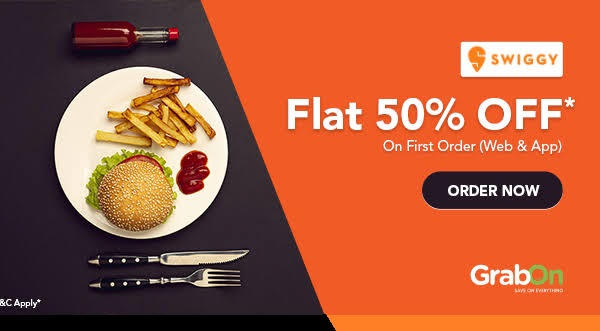 SWIGGY
Flat 50% OFF*
On First Order (Web & App)
ORDER NOW
GrabOn
SAVE ON EVERYTHING
&C Apply*